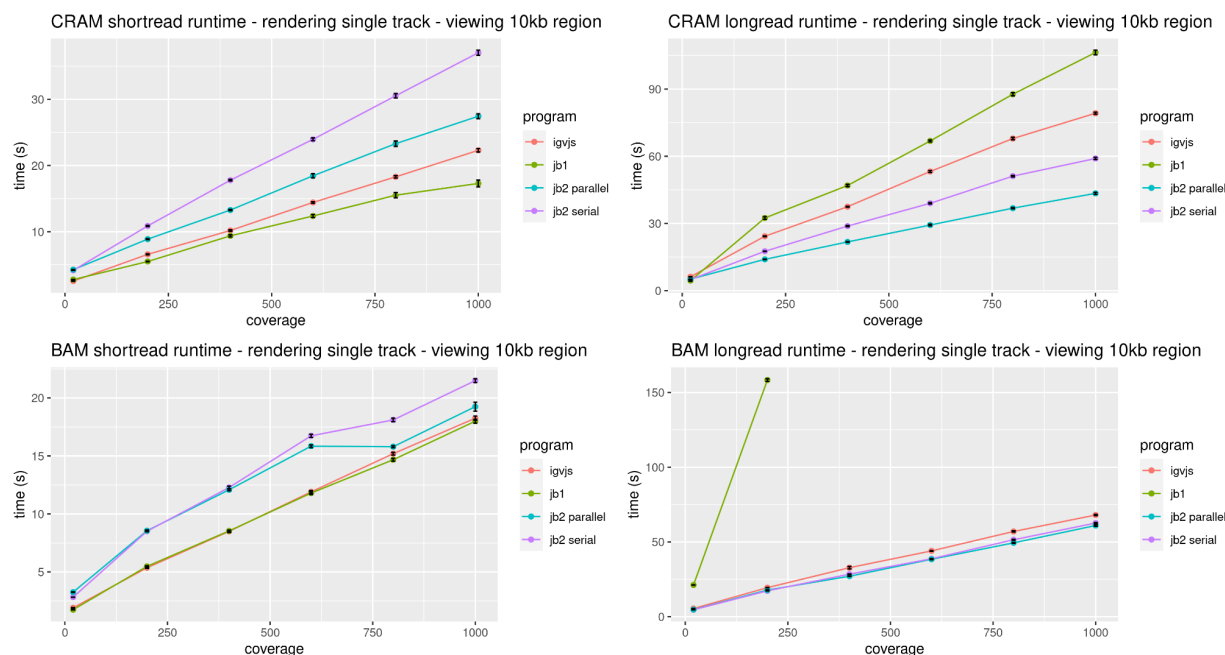 CRAM shortread runtime - rendering single track - viewing 10kb region
time (s)
30
20
10
0
250
500
750
1000
coverage
program
igvjs
jb1
jb2 parallel
jb2 serial
CRAM longread runtime - rendering single track - viewing 10kb region
time (s)
90
60
30
0
0
250
500
750
1000
coverage
program
igvjs
jb1
jb2 parallel
jb2 serial
BAM shortread runtime - rendering single track - viewing 10kb region
time (s)
20
15
10
5
0
250
500
750
1000
coverage
program
igvjs
jb1
jb2 parallel
jb2 serial
BAM longread runtime - rendering single track - viewing 10kb region
time (s)
150
100
50
0
0
250
500
750
1000
coverage
program
igvjs
jb1
jb2 parallel
jb2 serial